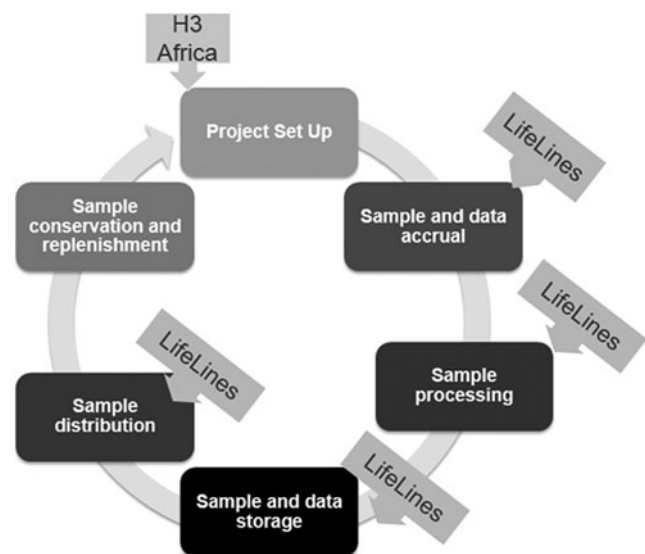 H3
Africa
Project Set Up
LifeLines
Sample and data
accrual
LifeLines
Sample
processing
LifeLines
Sample and data
storage
LifeLines
Sample
distribution
Sample
conservation and
replenishment